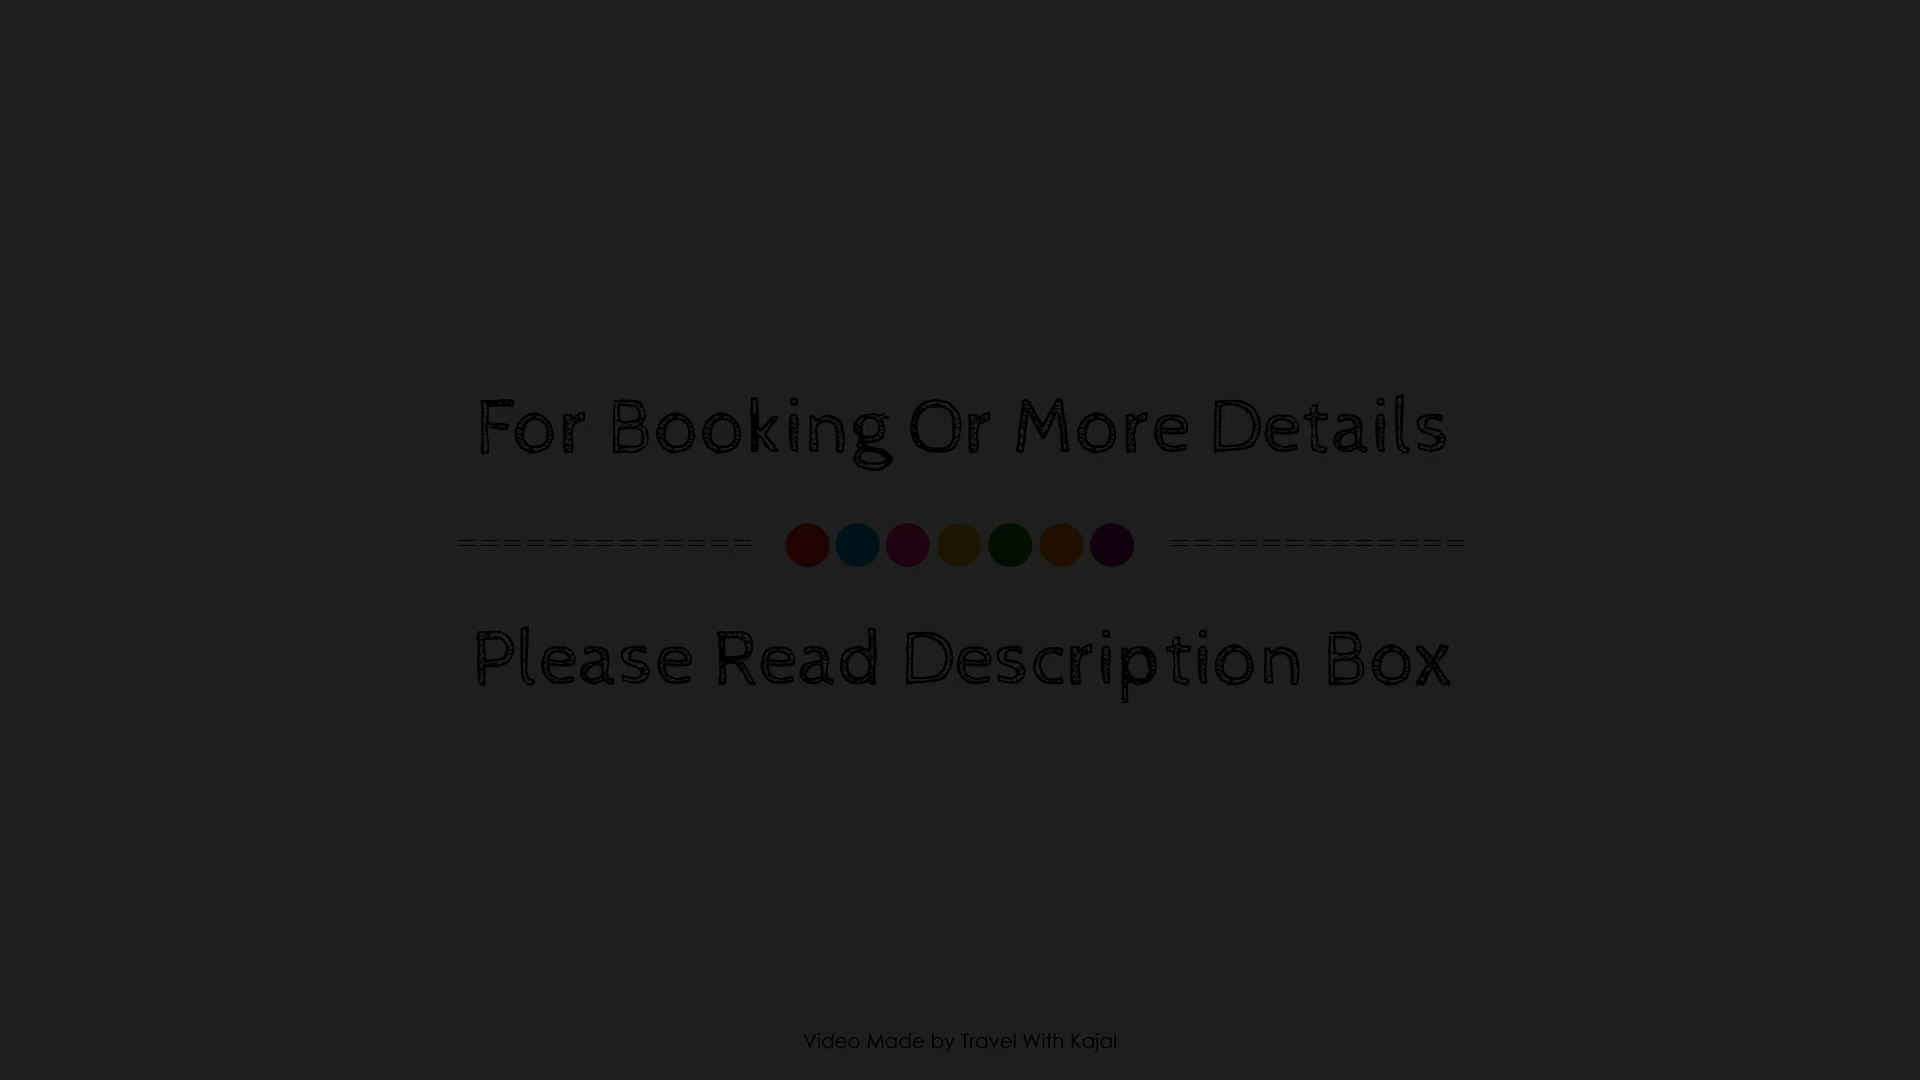 For Booking Or More Details
============= =============
Please Read Description Box
Video Made by Travel With Kajal